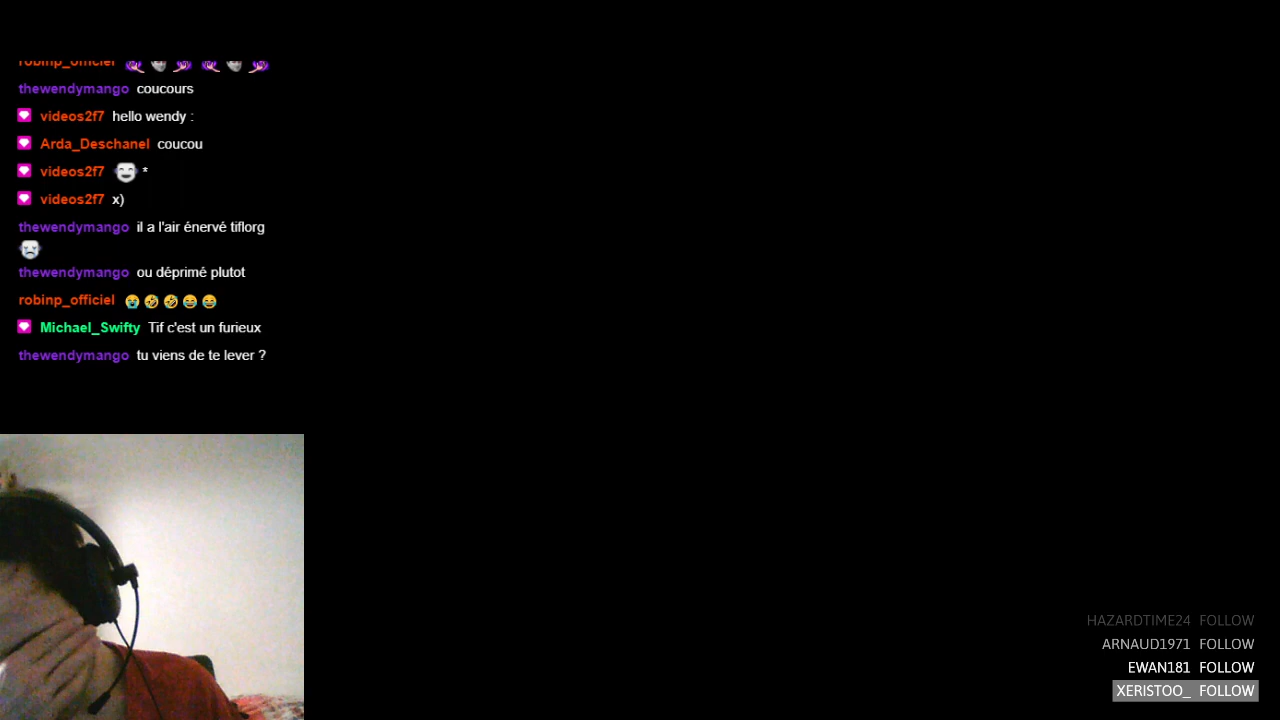 robinp_officiel
thewendymango coucours
videos2f7 hello wendy :
Arda_Deschanel coucou
videos2f7 *
videos2f7 x)
thewendymango il a l'air énervé tiflorg
thewendymango ou déprimé plutot
robinp_officiel
Michael_Swifty Tif c'est un furieux
thewendymango tu viens de te lever ?
HAZARDTIME24 FOLLOW
ARNAUD1971 FOLLOW
EWAN181 FOLLOW
XERISTOO_ FOLLOW